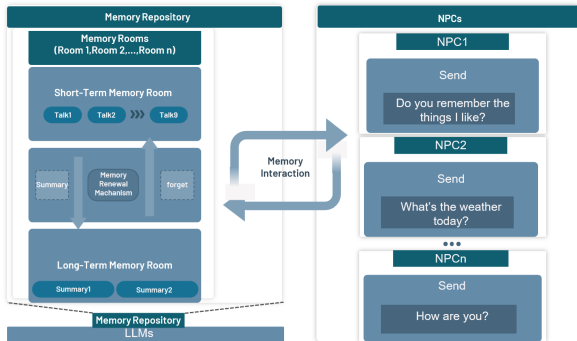 Memory Repository
Memory Rooms
(Room 1,Room 2,...,Room n)
Short-Term Memory Room
Talk1
Talk2
Talk9
Summary
Memory
Renewal
Machanism
forget
Long-Term Memory Room
Summary1
Summary2
Memory Repository
LLMs
Memory
Interaction
NPCs
NPC1
Send
Do you remember the
things I like?
NPC2
Send
What's the weather
today?
NPCn
Send
How are you?